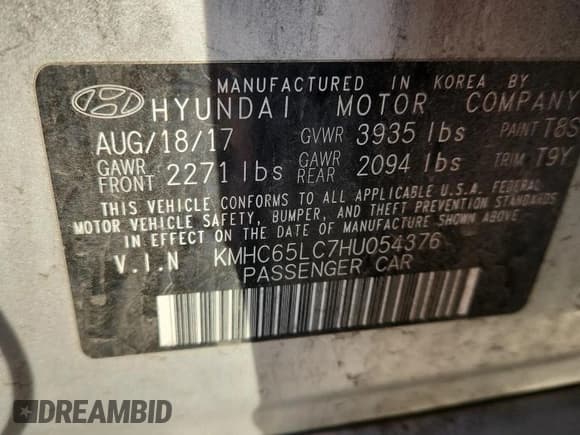 MANUFACTURED IN KOREA BY
HYUNDAI MOTOR COMPANY
AUG/18/17 GVWR 3935 lbs PAINT T8S
GAWR FRONT 2271 lbs GAWR REAR 2094 lbs TRIM T9Y
THIS VEHICLE CONFORMS TO ALL APPLICABLE U.S.A. FEDERAL
MOTOR VEHICLE SAFETY, BUMPER, AND THEFT PREVENTION STANDARDS
IN EFFECT ON THE DATE OF MANUFACTURE SHOWN ABOVE.
V.I.N KMHC65LC7HU054376
PASSENGER CAR
DREAMBID